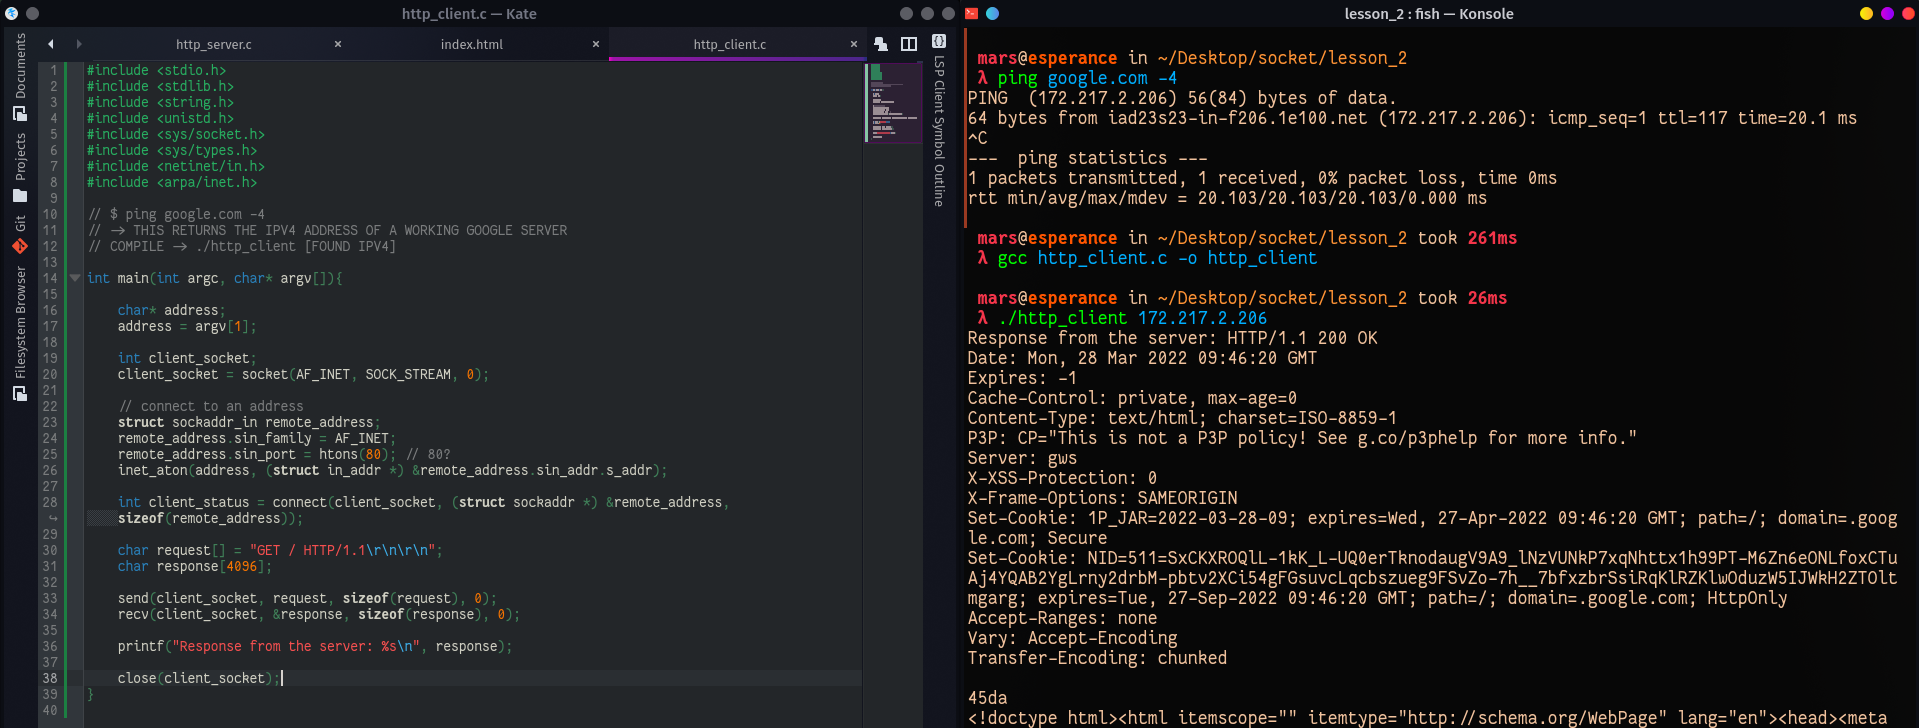 http_client.c — Kate
http_server.c
index.html
http_client.c
Documents
Projects
Git
Filesystem Browser
LSP Client Symbol Outline
1 #include <stdio.h>
2 #include <stdlib.h>
3 #include <string.h>
4 #include <unistd.h>
5 #include <sys/socket.h>
6 #include <sys/types.h>
7 #include <netinet/in.h>
8 #include <arpa/inet.h>
9
10 // $ ping google.com -4
11 // -> THIS RETURNS THE IPV4 ADDRESS OF A WORKING GOOGLE SERVER
12 // COMPILE -> ./http_client [FOUND IPV4]
13
14 int main(int argc, char* argv[]){
15
16 char* address;
17 address = argv[1];
18
19 int client_socket;
20 client_socket = socket(AF_INET, SOCK_STREAM, 0);
21
22 // connect to an address
23 struct sockaddr_in remote_address;
24 remote_address.sin_family = AF_INET;
25 remote_address.sin_port = htons(80); // 80?
26 inet_aton(address, (struct in_addr *) &remote_address.sin_addr.s_addr);
27
28 int client_status = connect(client_socket, (struct sockaddr *) &remote_address,
sizeof(remote_address));
29
30 char request[] = "GET / HTTP/1.1\r\n\r\n";
31 char response[4096];
32
33 send(client_socket, request, sizeof(request), 0);
34 recv(client_socket, &response, sizeof(response), 0);
35
36 printf("Response from the server: %s\n", response);
37
38 close(client_socket);
39 }
40
lesson_2 : fish — Konsole
mars@esperance in ~/Desktop/socket/lesson_2
λ ping google.com -4
PING  (172.217.2.206) 56(84) bytes of data.
64 bytes from iad23s23-in-f206.1e100.net (172.217.2.206): icmp_seq=1 ttl=117 time=20.1 ms
^C
---  ping statistics ---
1 packets transmitted, 1 received, 0% packet loss, time 0ms
rtt min/avg/max/mdev = 20.103/20.103/20.103/0.000 ms
mars@esperance in ~/Desktop/socket/lesson_2 took 261ms
λ gcc http_client.c -o http_client
mars@esperance in ~/Desktop/socket/lesson_2 took 26ms
λ ./http_client 172.217.2.206
Response from the server: HTTP/1.1 200 OK
Date: Mon, 28 Mar 2022 09:46:20 GMT
Expires: -1
Cache-Control: private, max-age=0
Content-Type: text/html; charset=ISO-8859-1
P3P: CP="This is not a P3P policy! See g.co/p3phelp for more info."
Server: gws
X-XSS-Protection: 0
X-Frame-Options: SAMEORIGIN
Set-Cookie: 1P_JAR=2022-03-28-09; expires=Wed, 27-Apr-2022 09:46:20 GMT; path=/; domain=.goog
le.com; Secure
Set-Cookie: NID=511=SxCKXROQlL-1kK_L-UQ0erTknodaugV9A9_lNzVUNkP7xqNhttx1h99PT-M6Zn6eONLfoxCTu
Aj4YQAB2YgLrny2drbM-pbtv2XCi54gFGsuvcLqcbszueg9FSvZo-7h__7bfxzbrSsiRqKlRZKlwOduzW5IJWkH2ZTOlt
mgarg; expires=Tue, 27-Sep-2022 09:46:20 GMT; path=/; domain=.google.com; HttpOnly
Accept-Ranges: none
Vary: Accept-Encoding
Transfer-Encoding: chunked
45da
<!doctype html><html itemscope="" itemtype="http://schema.org/WebPage" lang="en"><head><meta